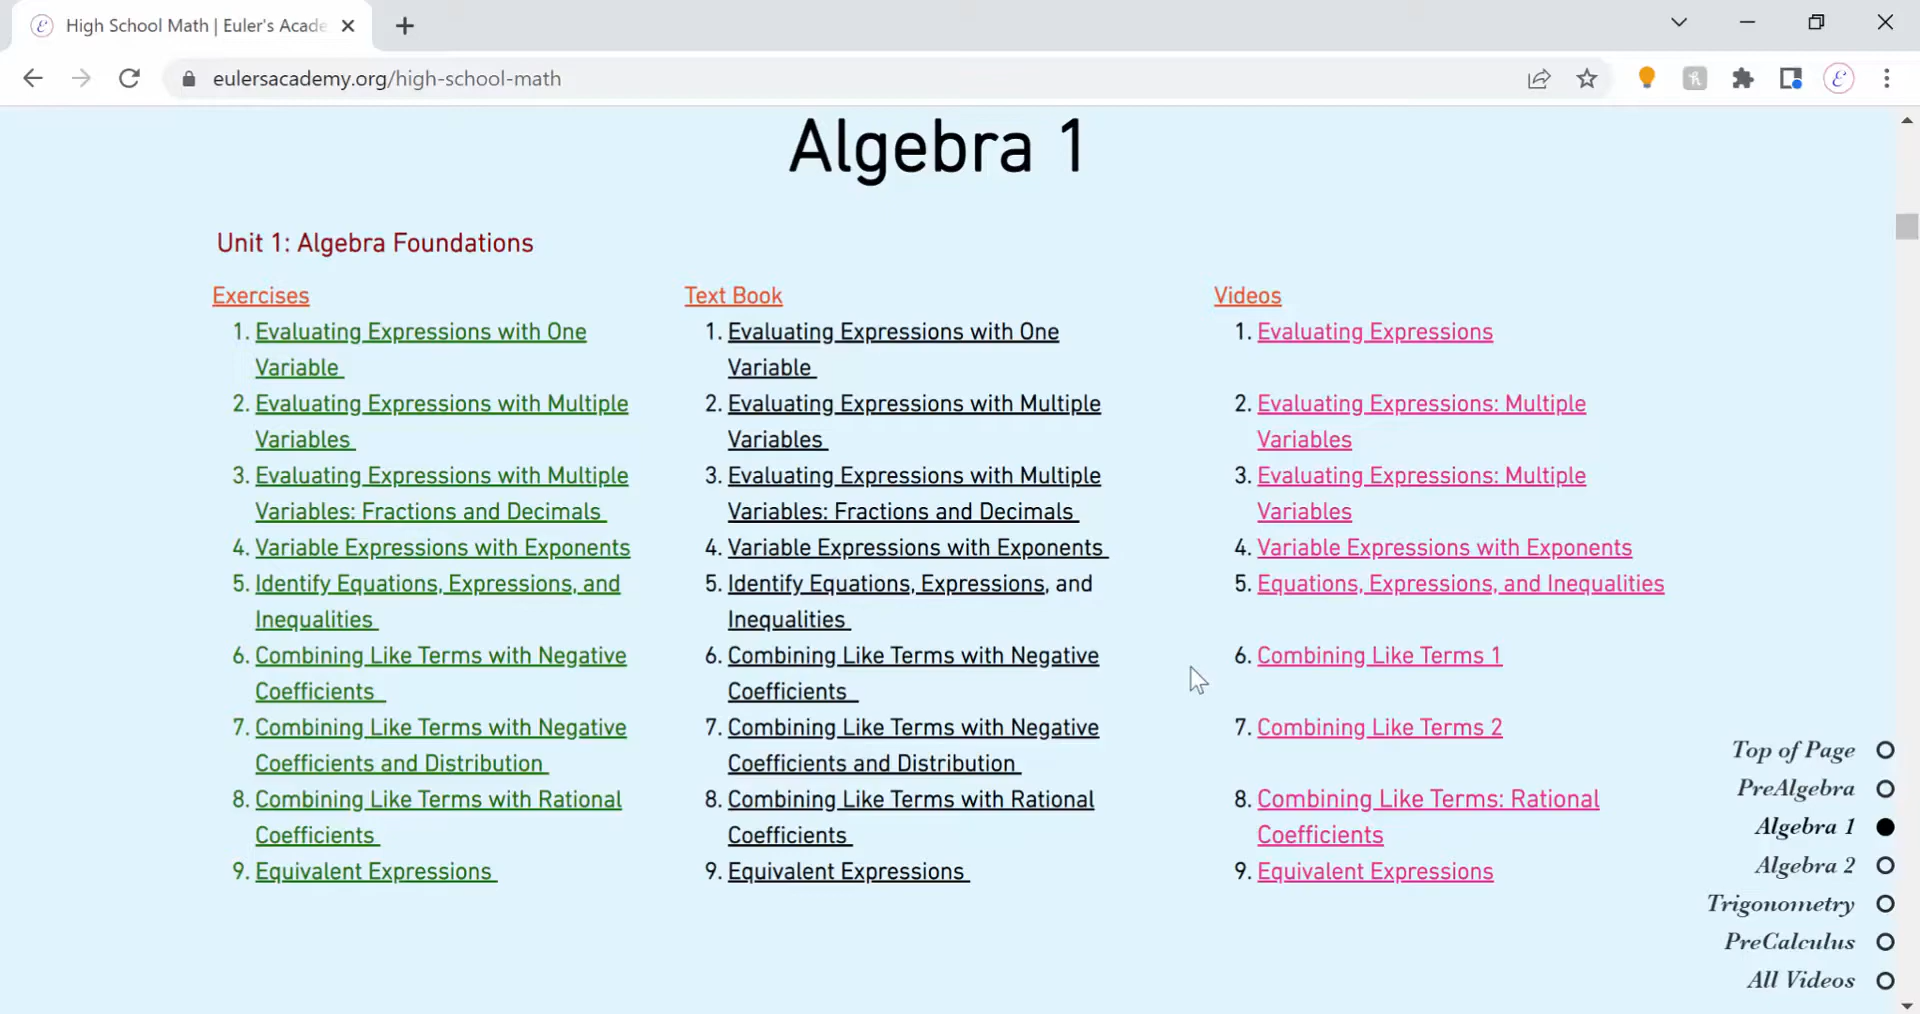 High School Math | Euler's Acade
eulersacademy.org/high-school-math
Algebra 1
Unit 1: Algebra Foundations
Exercises
1. Evaluating Expressions with One
Variable
2. Evaluating Expressions with Multiple
Variables
3. Evaluating Expressions with Multiple
Variables: Fractions and Decimals
4. Variable Expressions with Exponents
5. Identify Equations, Expressions, and
Inequalities
6. Combining Like Terms with Negative
Coefficients
7. Combining Like Terms with Negative
Coefficients and Distribution
8. Combining Like Terms with Rational
Coefficients
9. Equivalent Expressions
Text Book
1. Evaluating Expressions with One
Variable
2. Evaluating Expressions with Multiple
Variables
3. Evaluating Expressions with Multiple
Variables: Fractions and Decimals
4. Variable Expressions with Exponents
5. Identify Equations, Expressions, and
Inequalities
6. Combining Like Terms with Negative
Coefficients
7. Combining Like Terms with Negative
Coefficients and Distribution
8. Combining Like Terms with Rational
Coefficients
9. Equivalent Expressions
Videos
1. Evaluating Expressions
2. Evaluating Expressions: Multiple
Variables
3. Evaluating Expressions: Multiple
Variables
4. Variable Expressions with Exponents
5. Equations, Expressions, and Inequalities
6. Combining Like Terms 1
7. Combining Like Terms 2
8. Combining Like Terms: Rational
Coefficients
9. Equivalent Expressions
Top of Page
PreAlgebra
Algebra 1
Algebra 2
Trigonometry
PreCalculus
All Videos